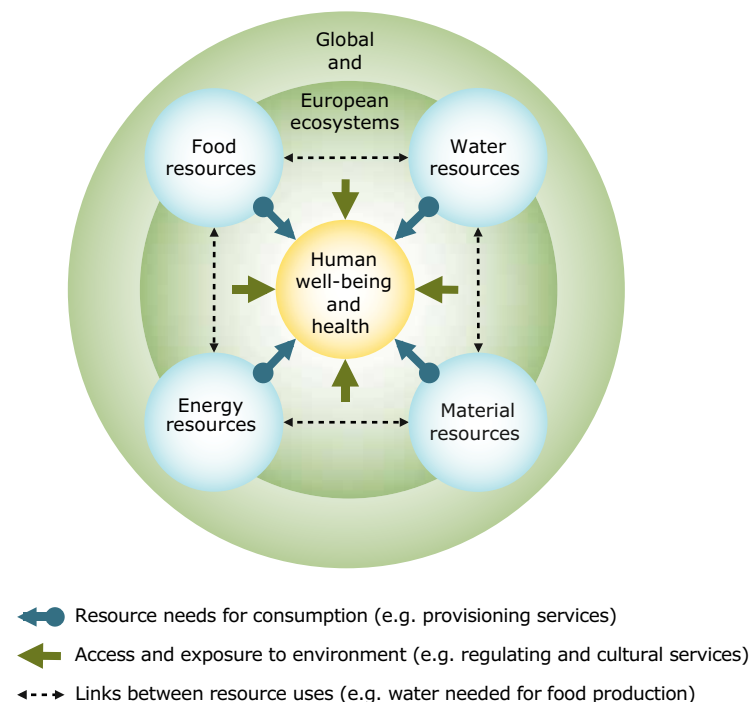 Global
and
European
ecosystems
Food
resources
Water
resources
Human
well-being
and
health
Energy
resources
Material
resources
Resource needs for consumption (e.g. provisioning services)
Access and exposure to environment (e.g. regulating and cultural services)
Links between resource uses (e.g. water needed for food production)